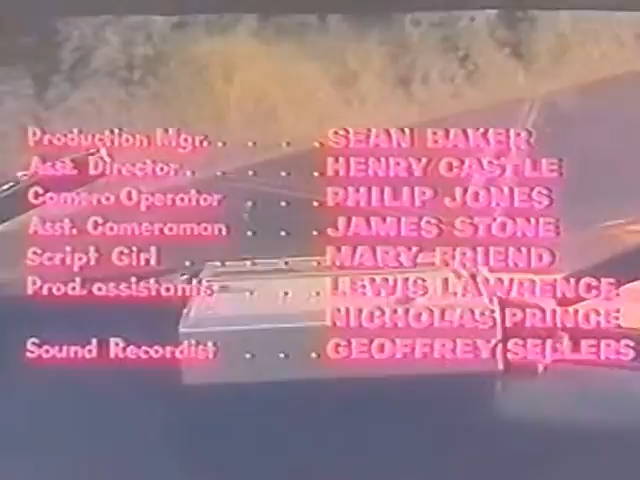 Production Mgr. . . . . SEAN BAKER
Asst. Director . . . . . HENRY CASTLE
Camera Operator . . . PHILIP JONES
Asst. Cameraman . . . JAMES STONE
Script Girl . . . . . MARY FRIEND
Prod. assistants . . . LEWIS LAWRENCE
NICHOLAS PRINCE
Sound Recordist . . . GEOFFREY SELLERS